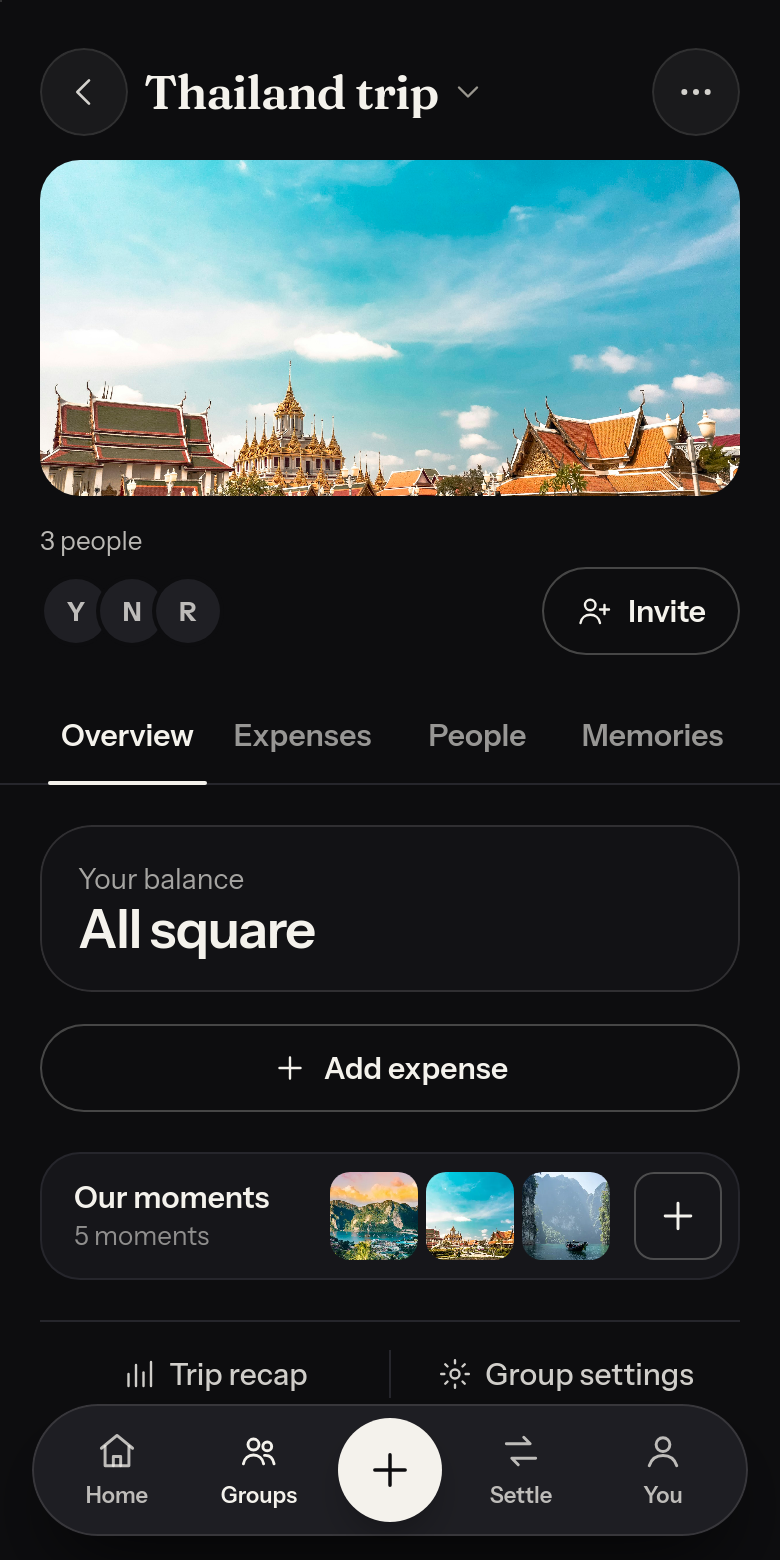 Thailand trip
3 people
Y N R
Invite
Overview Expenses People Memories
Your balance
All square
Add expense
Our moments
5 moments
Trip recap Group settings
Home Groups Settle You